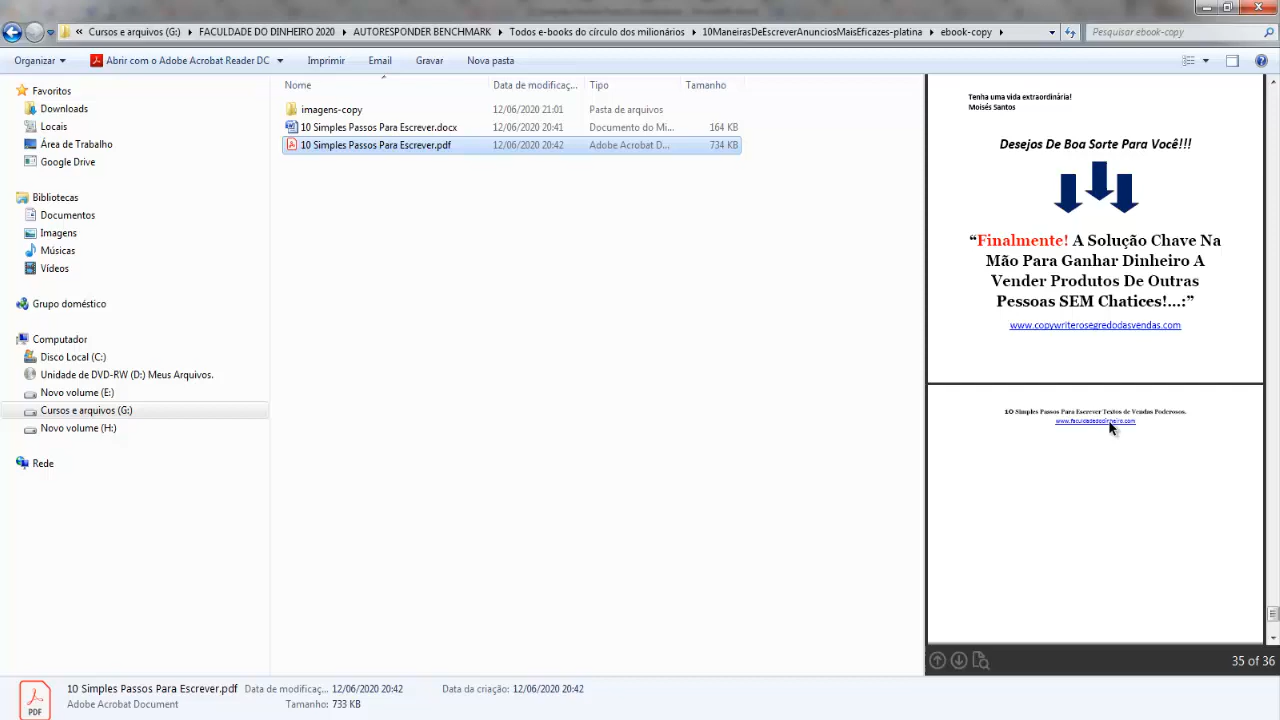 « Cursos e arquivos (G:) ▸ FACULDADE DO DINHEIRO 2020 ▸ AUTORESPONDER BENCHMARK ▸ Todos e-books do círculo dos milionários ▸ 10ManeirasDeEscreverAnunciosMaisEficazes-platina ▸ ebook-copy ▸
Pesquisar ebook-copy
Organizar
Abrir com o Adobe Acrobat Reader DC
Imprimir
Email
Gravar
Nova pasta
Favoritos
Downloads
Locais
Área de Trabalho
Google Drive
Bibliotecas
Documentos
Imagens
Músicas
Vídeos
Grupo doméstico
Computador
Disco Local (C:)
Unidade de DVD-RW (D:) Meus Arquivos.
Novo volume (E:)
Cursos e arquivos (G:)
Novo volume (H:)
Rede
Nome Data de modificaç... Tipo Tamanho
imagens-copy 12/06/2020 21:01 Pasta de arquivos
10 Simples Passos Para Escrever.docx 12/06/2020 20:41 Documento do Mi... 164 KB
10 Simples Passos Para Escrever.pdf 12/06/2020 20:42 Adobe Acrobat D... 734 KB
Tenha uma vida extraordinária!
Moisés Santos
Desejos De Boa Sorte Para Você!!!
“Finalmente! A Solução Chave Na
Mão Para Ganhar Dinheiro A
Vender Produtos De Outras
Pessoas SEM Chatices!...:”
www.copywriterosegredodasvendas.com
10 Simples Passos Para Escrever Textos de Vendas Poderosos.
www.faculdadedodinheiro.com
35 of 36
10 Simples Passos Para Escrever.pdf Data de modificaç... 12/06/2020 20:42 Data da criação: 12/06/2020 20:42
Adobe Acrobat Document Tamanho: 733 KB
PDF